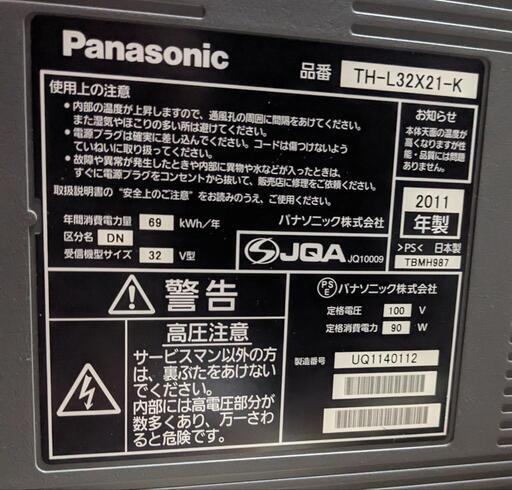 Panasonic
品番 TH-L32X21-K
使用上の注意
•内部の温度が上昇しますので、通風孔の周囲に間隔をあけてください。
また湿気やほこりの多い所は避けてください。
•電源プラグは確実に差し込んでください。コードは傷つけないよう
ていねいに取り扱ってください。
•故障や異常が発生したときや内部に異物や水などが入ったときは、
すぐに電源プラグをコンセントから抜いて、販売店に修理をご依頼ください。
取扱説明書の“安全上のご注意”をお読みのうえ、ご使用ください。
お知らせ
本体天面の温度が
高くなりますが性
能・品質には問題
ありません。
年間消費電力量 69 kWh/年
区分名 DN
受信機型サイズ 32 V型
パナソニック株式会社
JQA JQ10009
2011
年製
>PS< 日本製
TBMH987
警告
高圧注意
サービスマン以外の方
は、裏ぶたをあけない
でください。
内部には高電圧部分が
数多くあり、万一さわ
ると危険です。
PSE パナソニック株式会社
定格電圧 100 V
定格消費電力 90 W
製造番号 UQ1140112